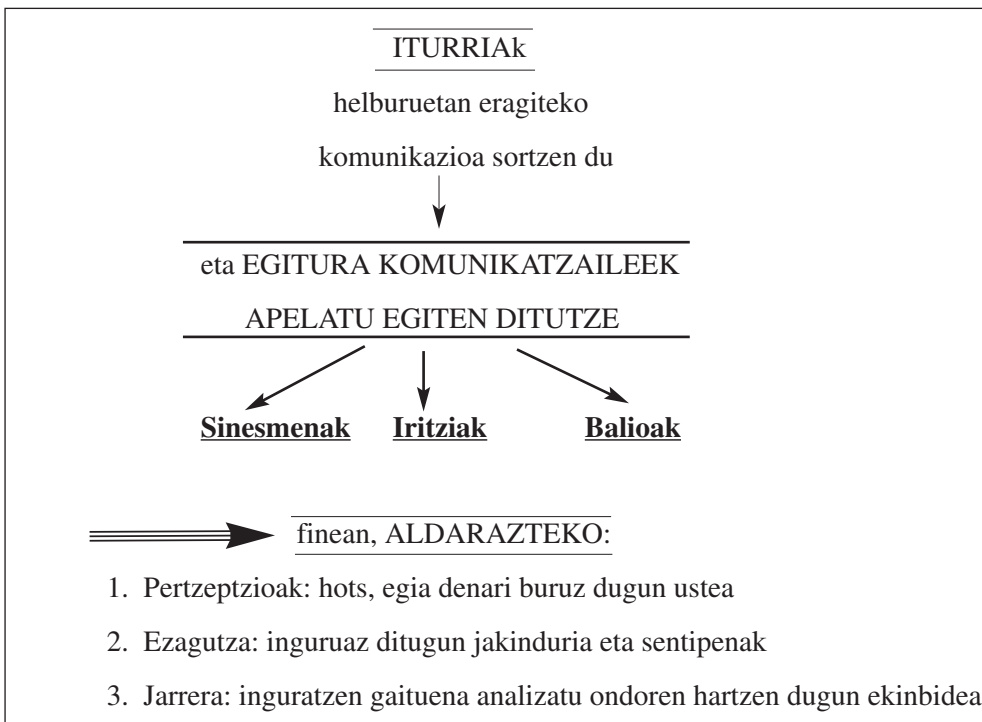 ITURRIAk
helburuetan eragiteko
komunikazioa sortzen du
eta EGITURA KOMUNIKATZAILEEK
APELATU EGITEN DITUTZE
Sinesmenak Iritziak Balioak
finean, ALDARAZTEKO:
1. Pertzeptzioak: hots, egia denari buruz dugun ustea
2. Ezagutza: inguruaz ditugun jakinduria eta sentipenak
3. Jarrera: inguratzen gaituena analizatu ondoren hartzen dugun ekinbidea